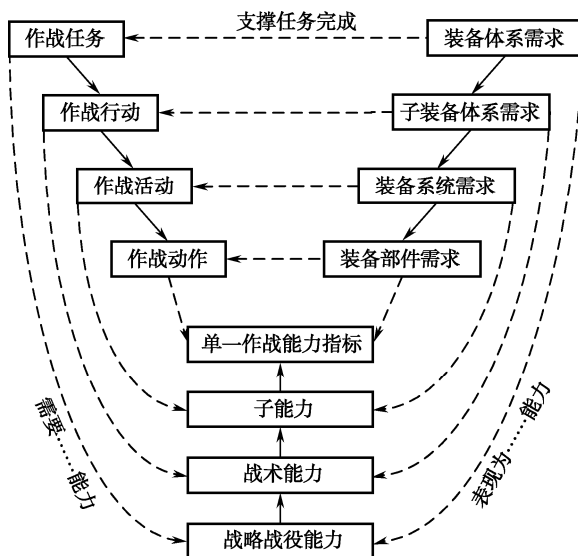 支撑任务完成
作战任务
装备体系需求
作战行动
子装备体系需求
作战活动
装备系统需求
作战动作
装备部件需求
单一作战能力指标
子能力
战术能力
战略战役能力
需要……能力
表现为……能力